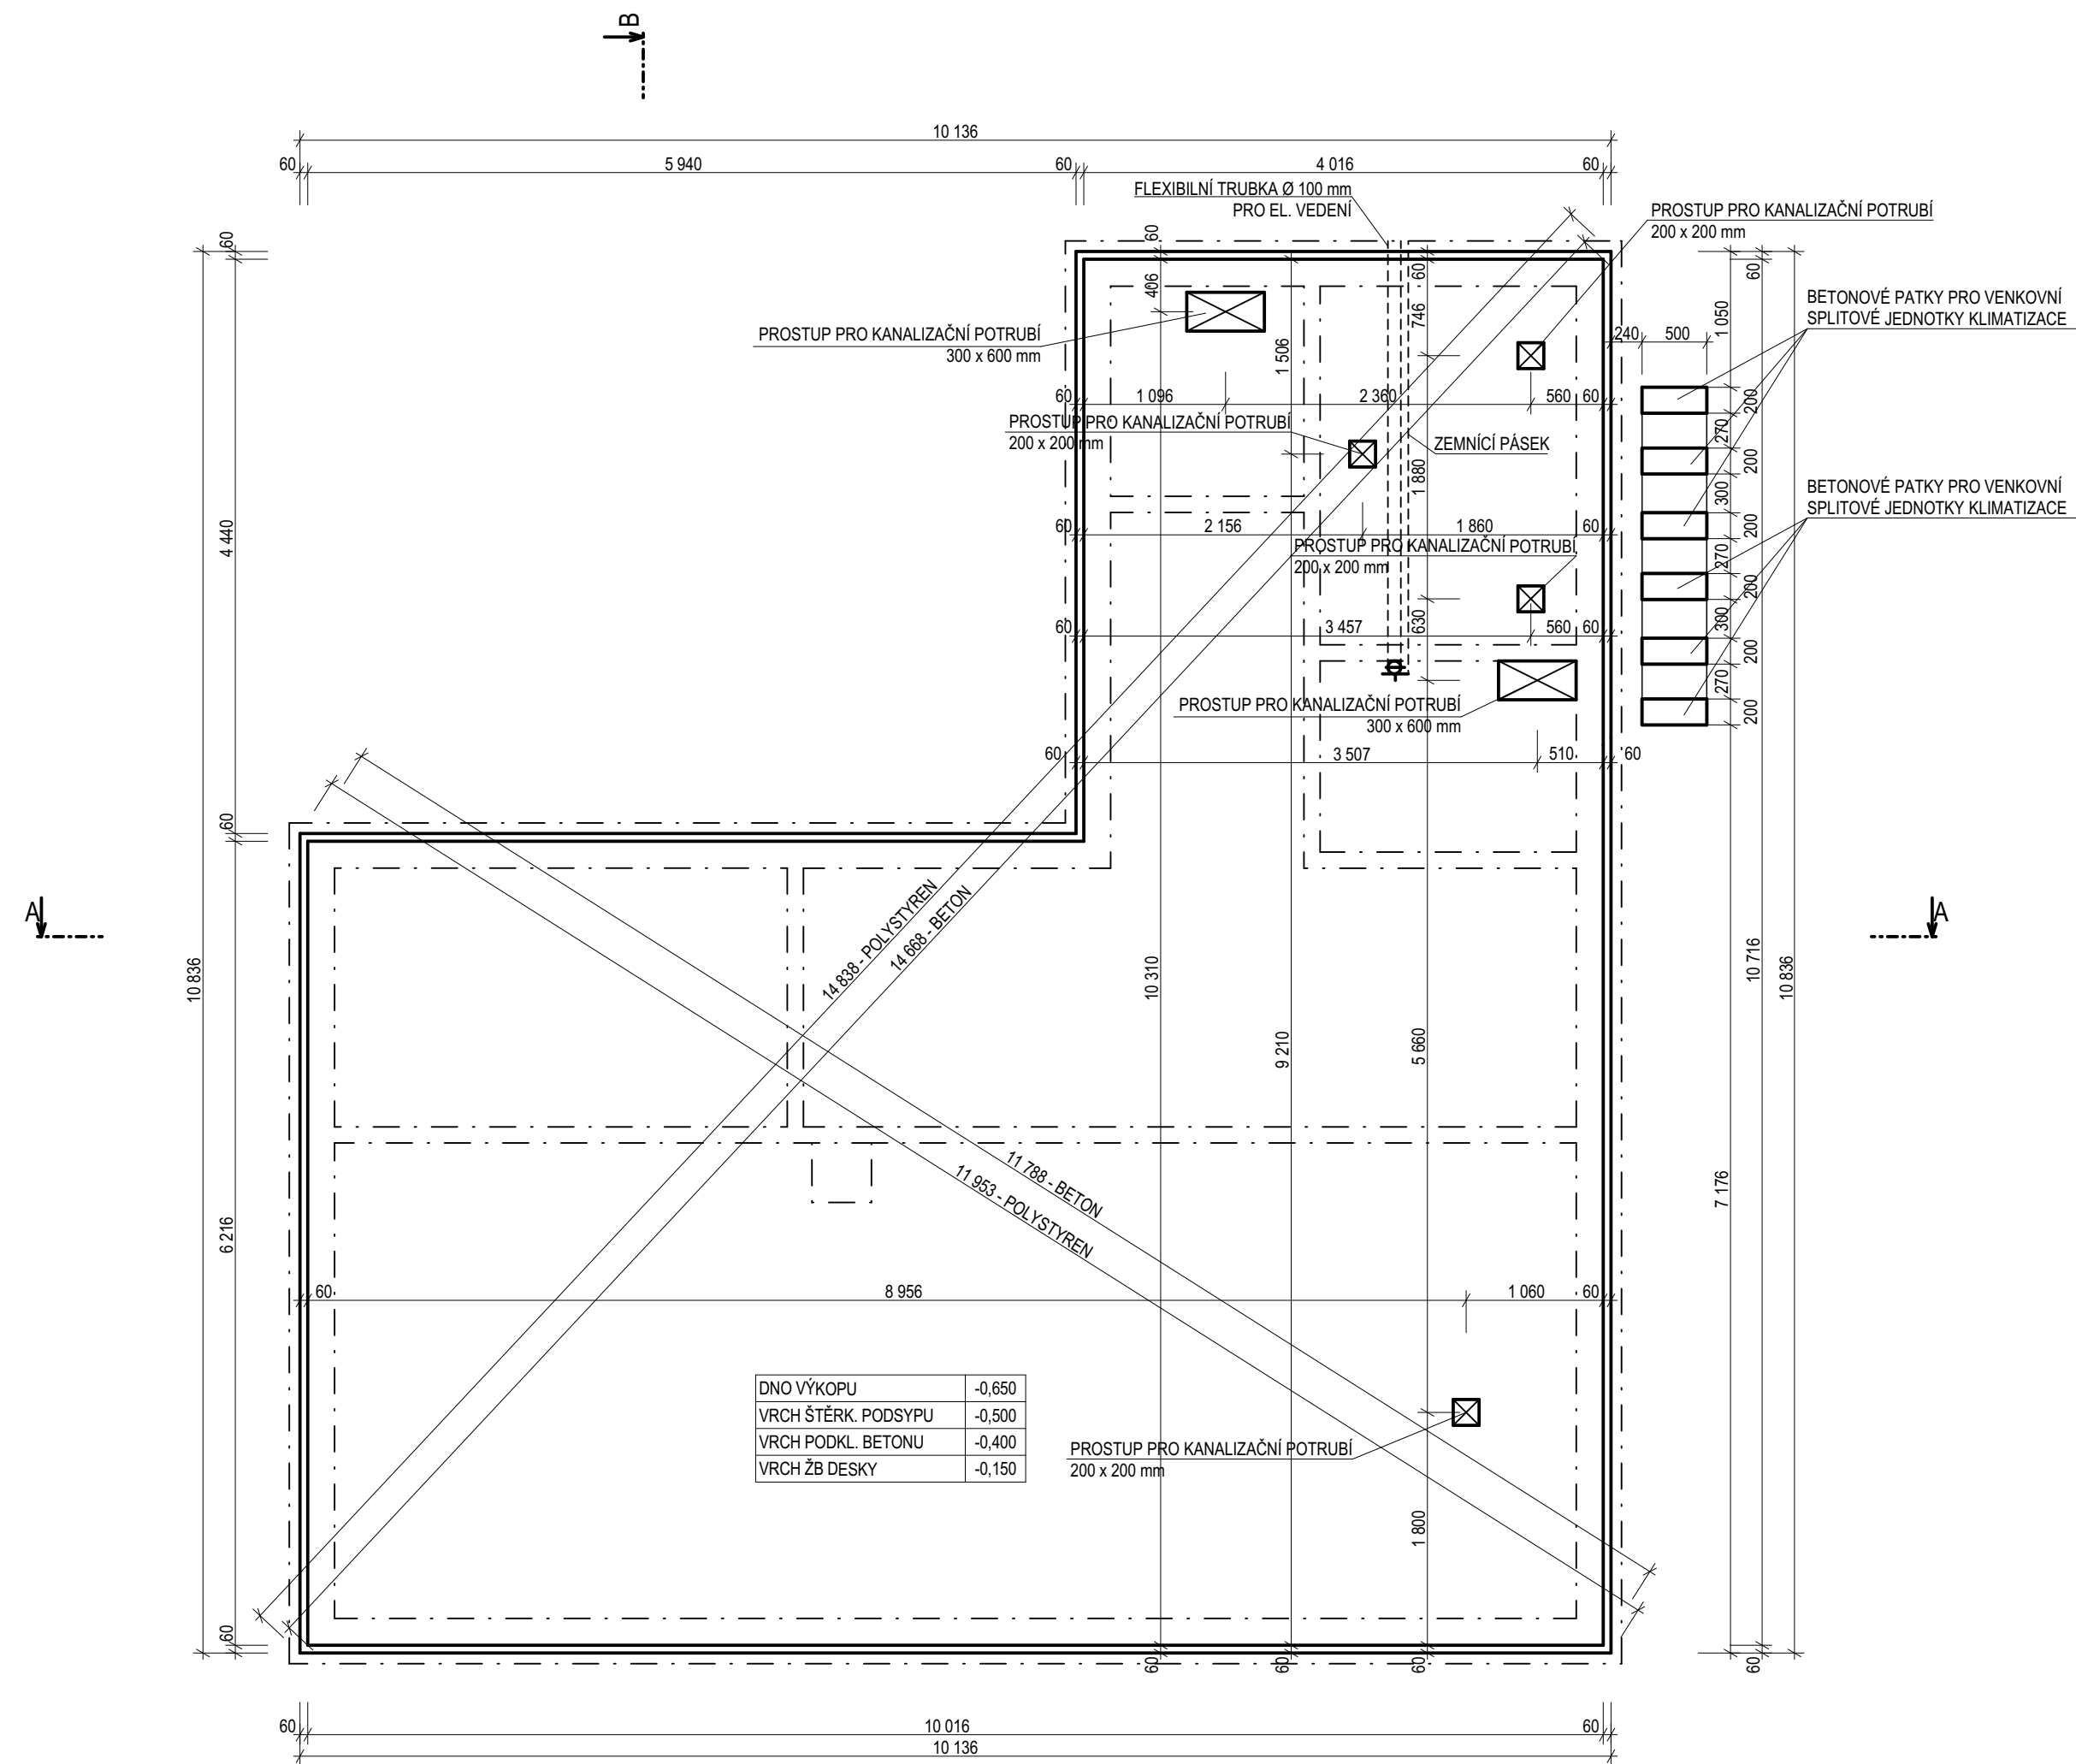 B
10 136
60 5 940 60 4 016 60
FLEXIBILNÍ TRUBKA Ø 100 mm
PRO EL. VEDENÍ
PROSTUP PRO KANALIZAČNÍ POTRUBÍ
200 x 200 mm
60 60 60 60
406 746 1 050
BETONOVÉ PATKY PRO VENKOVNÍ
SPLITOVÉ JEDNOTKY KLIMATIZACE
PROSTUP PRO KANALIZAČNÍ POTRUBÍ
300 x 600 mm
240 500
1 506
60 1 096 2 360 560 60
200
PROSTUP PRO KANALIZAČNÍ POTRUBÍ
200 x 200 mm
ZEMNÍCÍ PÁSEK
270
200
1 880
300
BETONOVÉ PATKY PRO VENKOVNÍ
SPLITOVÉ JEDNOTKY KLIMATIZACE
4 440
60 2 156 1 860 60
200
PROSTUP PRO KANALIZAČNÍ POTRUBÍ
200 x 200 mm
270
200
630
300
60 3 457 560 60
200
270
PROSTUP PRO KANALIZAČNÍ POTRUBÍ
300 x 600 mm
200
60 3 507 510 60
60
14 838 - POLYSTYREN
14 668 - BETON
A A
10 836
10 310
9 210
5 660
10 716
10 836
11 788 - BETON
11 953 - POLYSTYREN
7 176
6 216
60 8 956 1 060 60
DNO VÝKOPU -0,650
VRCH ŠTĚRK. PODSYPU -0,500
VRCH PODKL. BETONU -0,400
VRCH ŽB DESKY -0,150
PROSTUP PRO KANALIZAČNÍ POTRUBÍ
200 x 200 mm
1 800
60 60 60 60 60
60 10 016 60
10 136